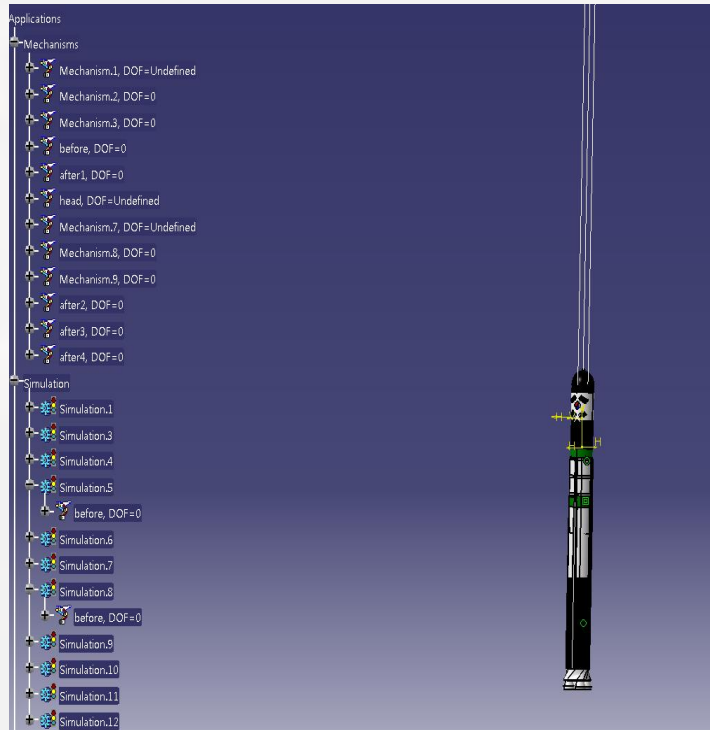 Applications
Mechanisms
Mechanism.1, DOF=Undefined
Mechanism.2, DOF=0
Mechanism.3, DOF=0
before, DOF=0
after1, DOF=0
head, DOF=Undefined
Mechanism.7, DOF=Undefined
Mechanism.8, DOF=0
Mechanism.9, DOF=0
after2, DOF=0
after3, DOF=0
after4, DOF=0
Simulation
Simulation.1
Simulation.3
Simulation.4
Simulation.5
before, DOF=0
Simulation.6
Simulation.7
Simulation.8
before, DOF=0
Simulation.9
Simulation.10
Simulation.11
Simulation.12